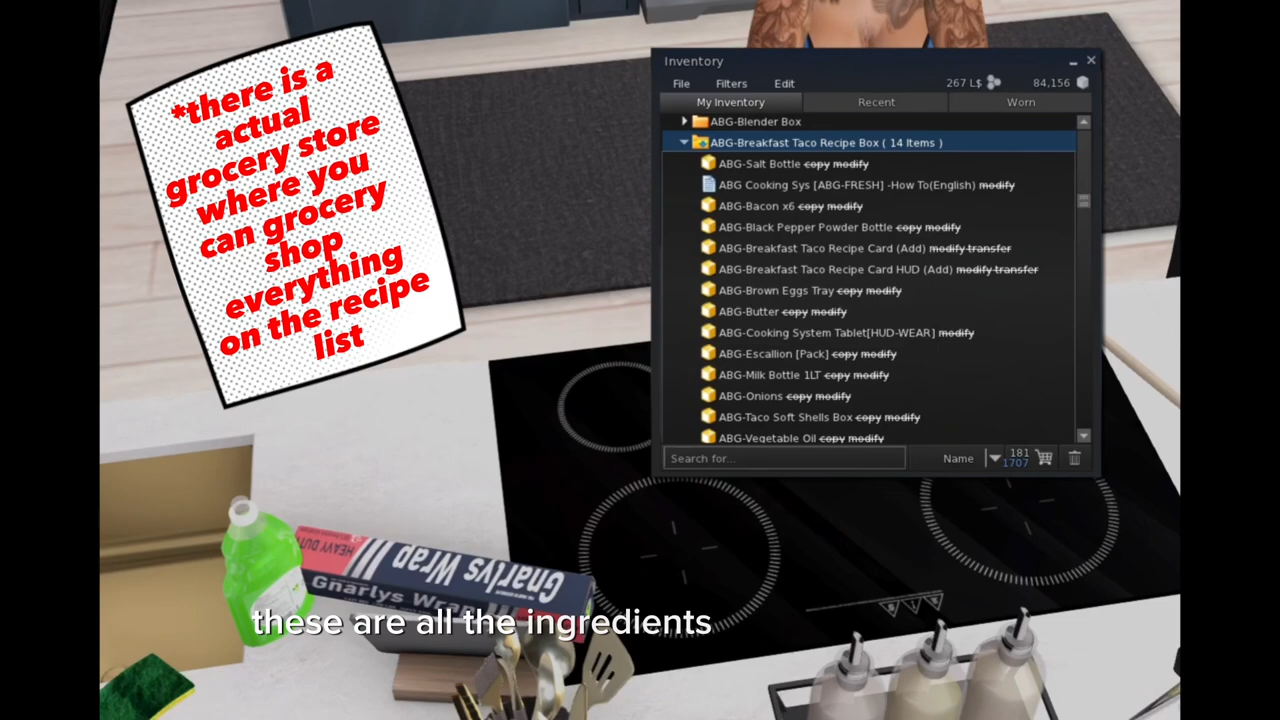 *there is a
actual
grocery store
where you
can grocery
shop
everything
on the recipe
list
Inventory
File Filters Edit 267 L$ 84,156
My Inventory Recent Worn
ABG-Blender Box
ABG-Breakfast Taco Recipe Box ( 14 Items )
ABG-Salt Bottle copy modify
ABG Cooking Sys [ABG-FRESH] -How To(English) modify
ABG-Bacon x6 copy modify
ABG-Black Pepper Powder Bottle copy modify
ABG-Breakfast Taco Recipe Card (Add) modify transfer
ABG-Breakfast Taco Recipe Card HUD (Add) modify transfer
ABG-Brown Eggs Tray copy modify
ABG-Butter copy modify
ABG-Cooking System Tablet[HUD-WEAR] modify
ABG-Escallion [Pack] copy modify
ABG-Milk Bottle 1LT copy modify
ABG-Onions copy modify
ABG-Taco Soft Shells Box copy modify
ABG-Vegetable Oil copy modify
Search for... Name 181
1707
HEAVY DUTY
Gnarlys Wrap
Gnarlys Wrap
these are all the ingredients